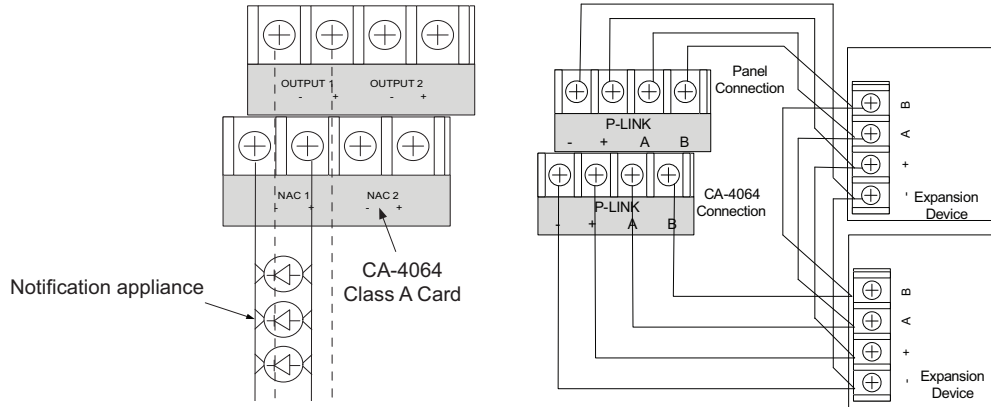 OUTPUT 1 OUTPUT 2
- + - +
NAC 1 NAC 2
- + - +
Notification appliance
CA-4064
Class A Card
Panel
Connection
P-LINK
- + A B
CA-4064
Connection
P-LINK
- + A B
B
A
+
-
Expansion
Device
B
A
+
-
Expansion
Device